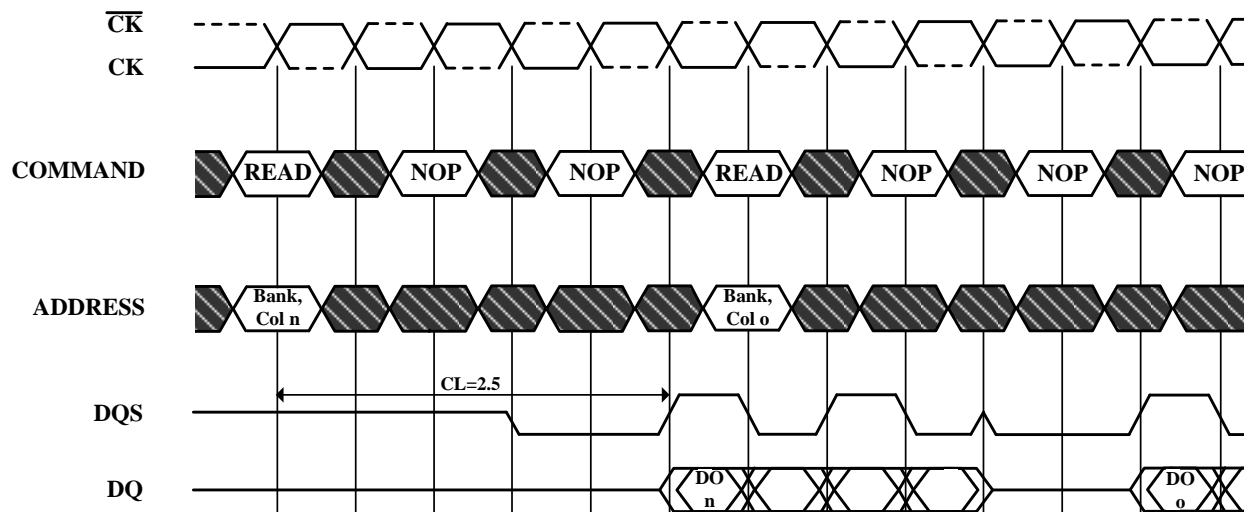 CK
CK
COMMAND
READ NOP NOP READ NOP NOP NOP
ADDRESS
Bank,
Col n
Bank,
Col o
CL=2.5
DQS
DQ
DO
n
DO
o